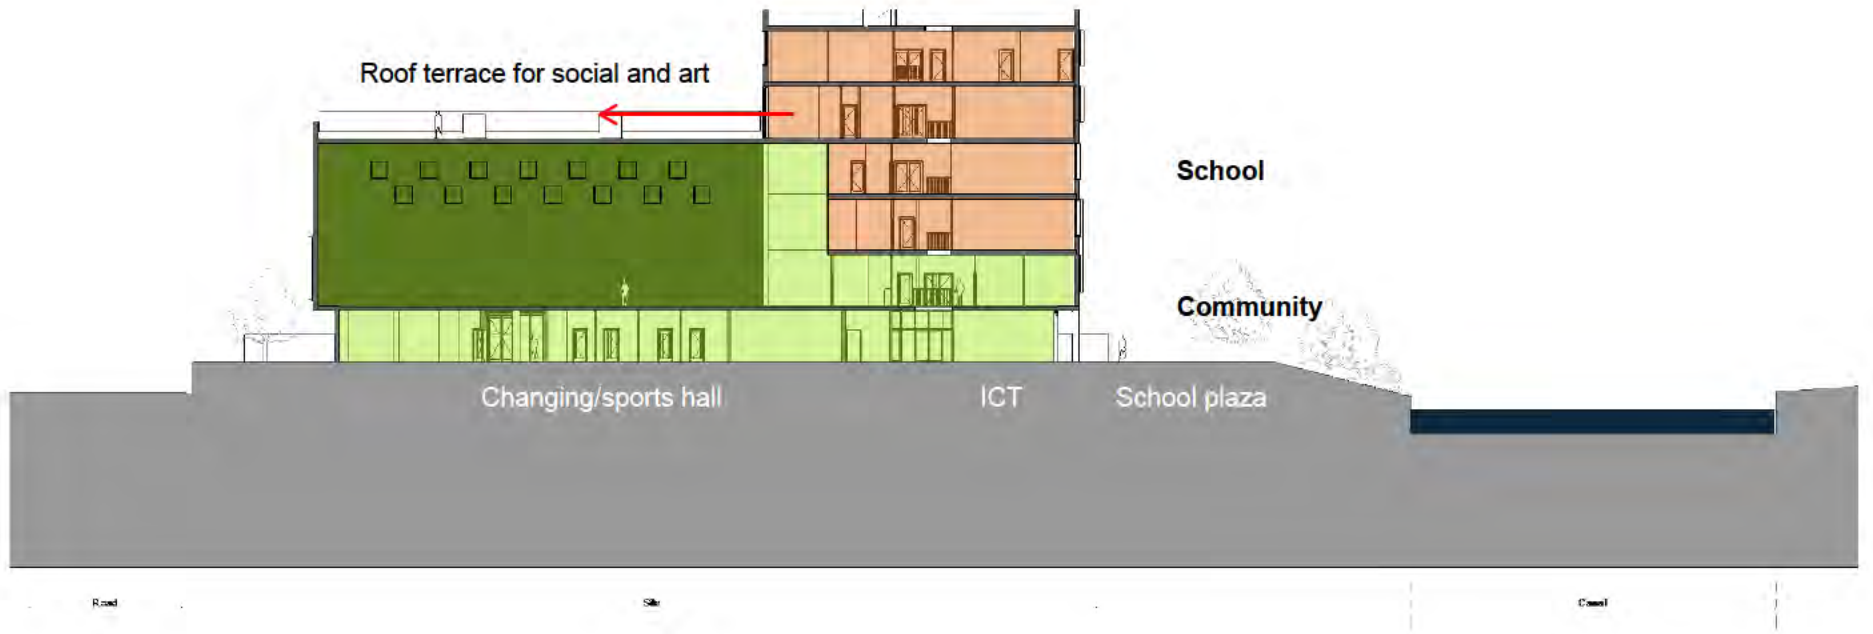 Roof terrace for social and art
School
Community
Changing/sports hall
ICT
School plaza
Road
Site
Canal